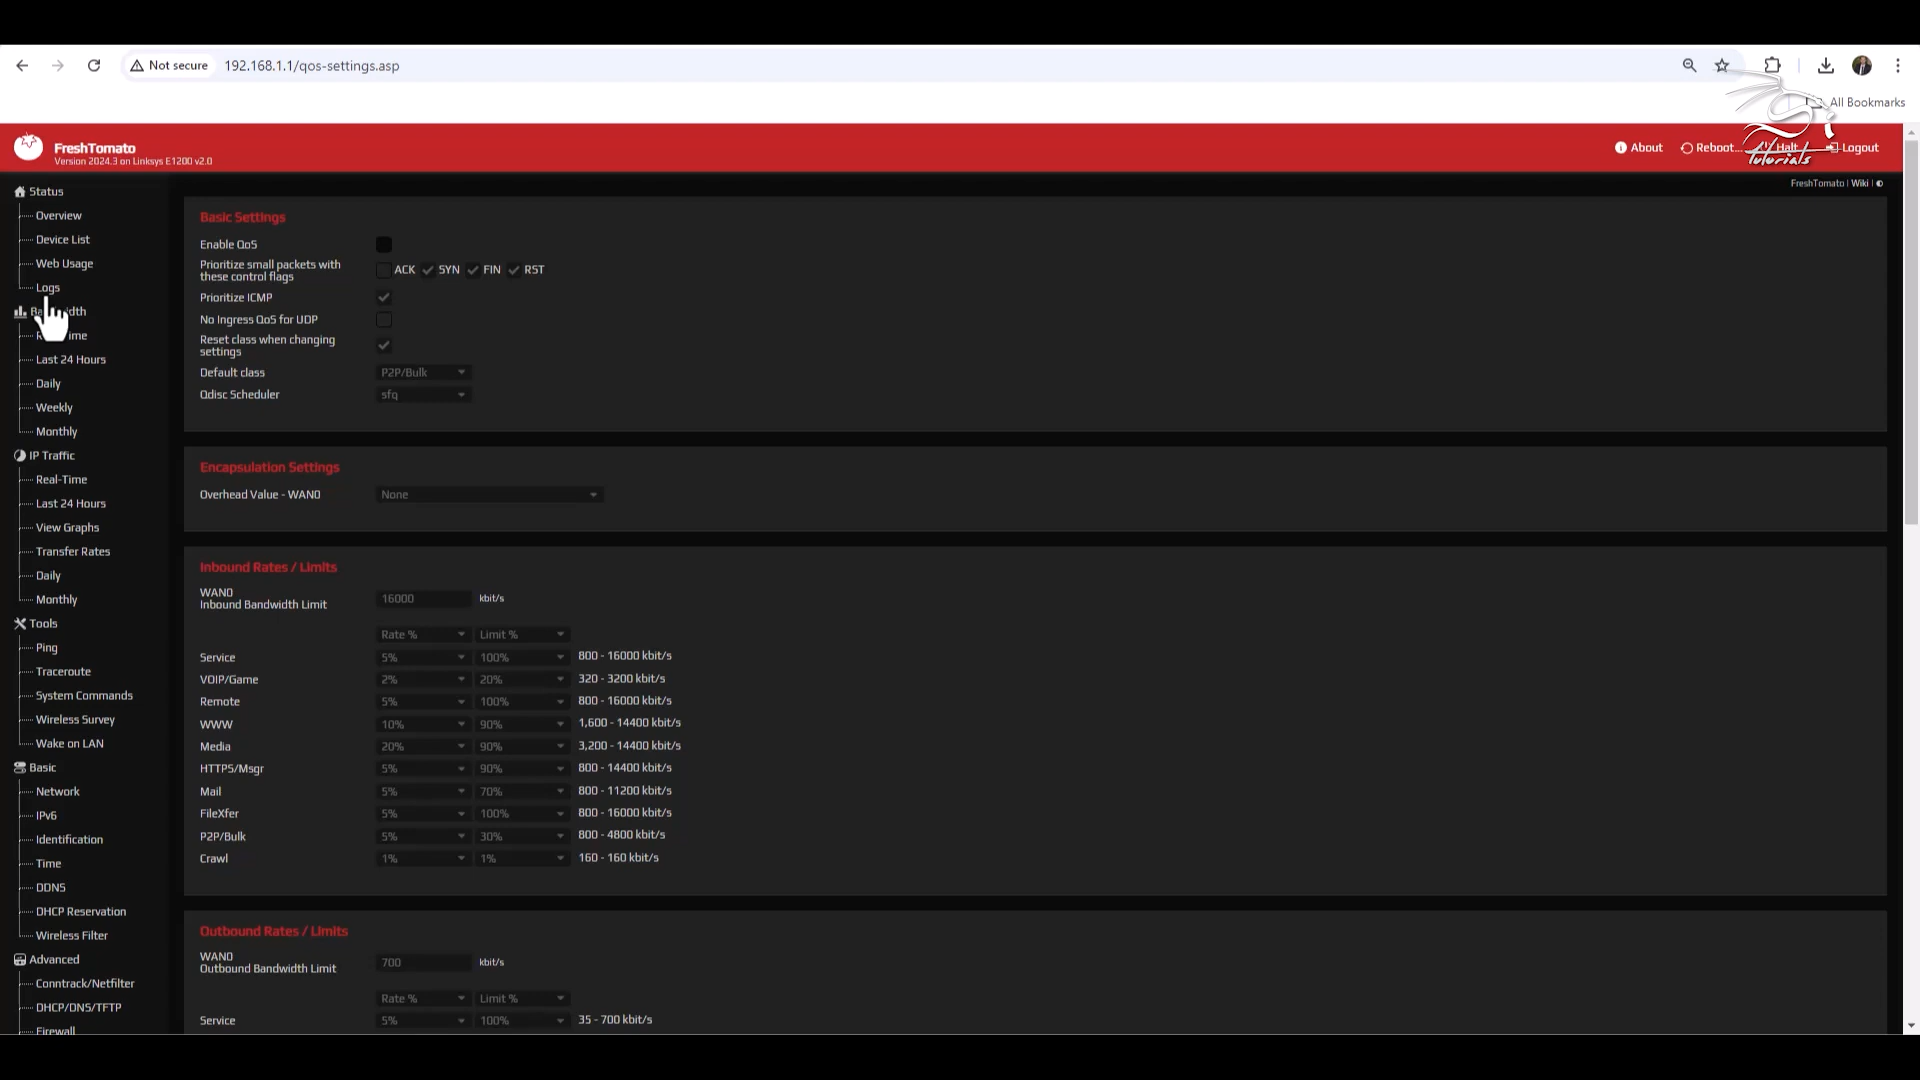 Not secure 192.168.1.1/qos-settings.asp
All Bookmarks
FreshTomato
Version 2024.3 on Linksys E1200 v2.0
About Reboot... Halt... Logout
Tutorials
FreshTomato | Wiki |
Status
Overview
Device List
Web Usage
Logs
Real-Time
Last 24 Hours
Daily
Weekly
Monthly
IP Traffic
Real-Time
Last 24 Hours
View Graphs
Transfer Rates
Daily
Monthly
Tools
Ping
Traceroute
System Commands
Wireless Survey
Wake on LAN
Basic
Network
IPv6
Identification
Time
DDNS
DHCP Reservation
Wireless Filter
Advanced
Conntrack/Netfilter
DHCP/DNS/TFTP
Firewall
Basic Settings
Enable QoS
Prioritize small packets with
these control flags
ACK SYN FIN RST
Prioritize ICMP
No Ingress QoS for UDP
Reset class when changing
settings
Default class P2P/Bulk
Qdisc Scheduler sfq
Encapsulation Settings
Overhead Value - WAN0 None
Inbound Rates / Limits
WAN0
Inbound Bandwidth Limit 16000 kbit/s
Rate % Limit %
Service 5% 100% 800 - 16000 kbit/s
VOIP/Game 2% 20% 320 - 3200 kbit/s
Remote 5% 100% 800 - 16000 kbit/s
WWW 10% 90% 1,600 - 14400 kbit/s
Media 20% 90% 3,200 - 14400 kbit/s
HTTPS/Msgr 5% 90% 800 - 14400 kbit/s
Mail 5% 70% 800 - 11200 kbit/s
FileXfer 5% 100% 800 - 16000 kbit/s
P2P/Bulk 5% 30% 800 - 4800 kbit/s
Crawl 1% 1% 160 - 160 kbit/s
Outbound Rates / Limits
WAN0
Outbound Bandwidth Limit 700 kbit/s
Rate % Limit %
Service 5% 100% 35 - 700 kbit/s